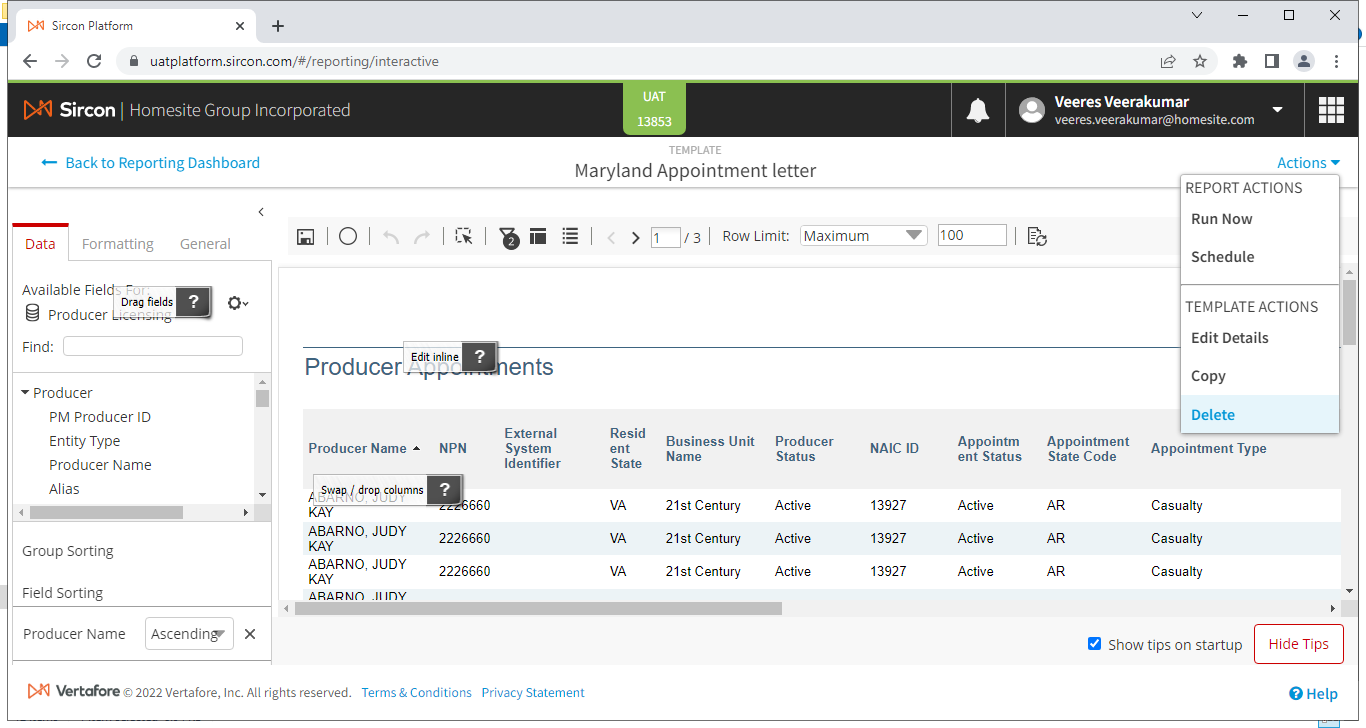 Sircon Platform
uatplatform.sircon.com/#/reporting/interactive
Sircon | Homesite Group Incorporated
UAT
13853
Veeres Veerakumar
veeres.veerakumar@homesite.com
Back to Reporting Dashboard
TEMPLATE
Maryland Appointment letter
Actions
REPORT ACTIONS
Run Now
Schedule
TEMPLATE ACTIONS
Edit Details
Copy
Delete
Data
Formatting
General
2
1
/ 3
Row Limit:
Maximum
100
Available Fields For:
Drag fields ?
Producer Licensing
Find:
Producer
PM Producer ID
Entity Type
Producer Name
Alias
Group Sorting
Field Sorting
Producer Name
Ascending
Edit inline ?
Producer Appointments
Producer Name
NPN
External System Identifier
Resid ent State
Business Unit Name
Producer Status
NAIC ID
Appointm ent Status
Appointment State Code
Appointment Type
Swap / drop columns ?
ABARNO, JUDY KAY 2226660 VA 21st Century Active 13927 Active AR Casualty
ABARNO, JUDY KAY 2226660 VA 21st Century Active 13927 Active AR Casualty
ABARNO, JUDY KAY 2226660 VA 21st Century Active 13927 Active AR Casualty
ABARNO, JUDY
Show tips on startup
Hide Tips
Vertafore © 2022 Vertafore, Inc. All rights reserved. Terms & Conditions Privacy Statement
Help